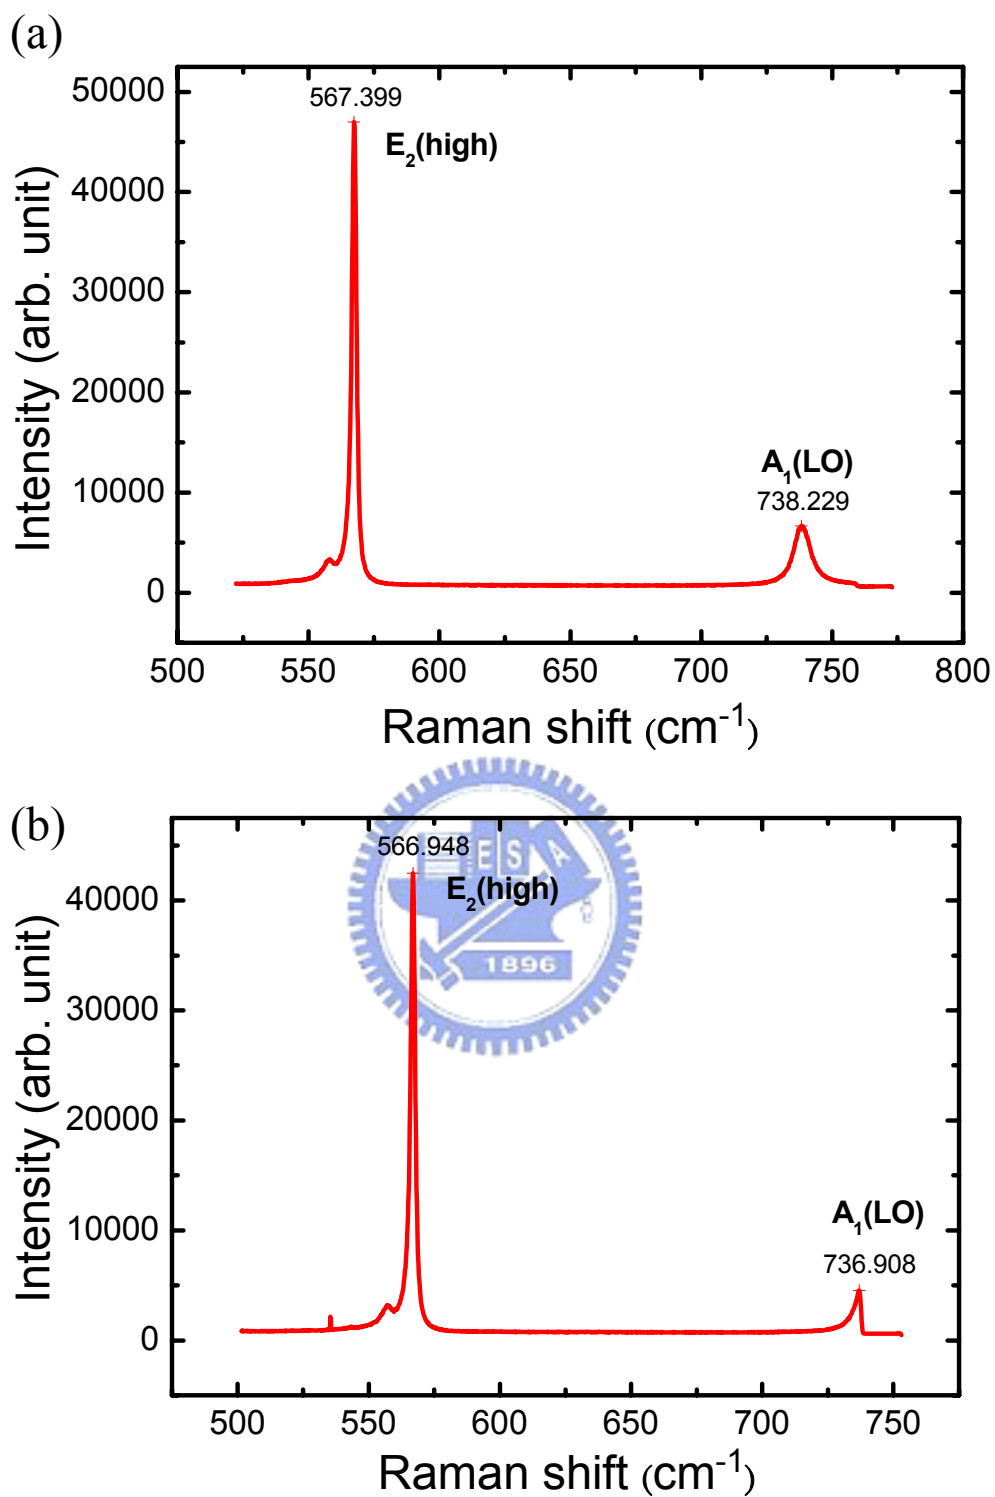 (a)
50000
40000
30000
20000
10000
0
Intensity (arb. unit)
567.399
E₂(high)
A₁(LO)
738.229
500 550 600 650 700 750 800
Raman shift (cm⁻¹)
(b)
40000
30000
20000
10000
0
Intensity (arb. unit)
566.948
E₂(high)
E S A
1896
A₁(LO)
736.908
500 550 600 650 700 750
Raman shift (cm⁻¹)